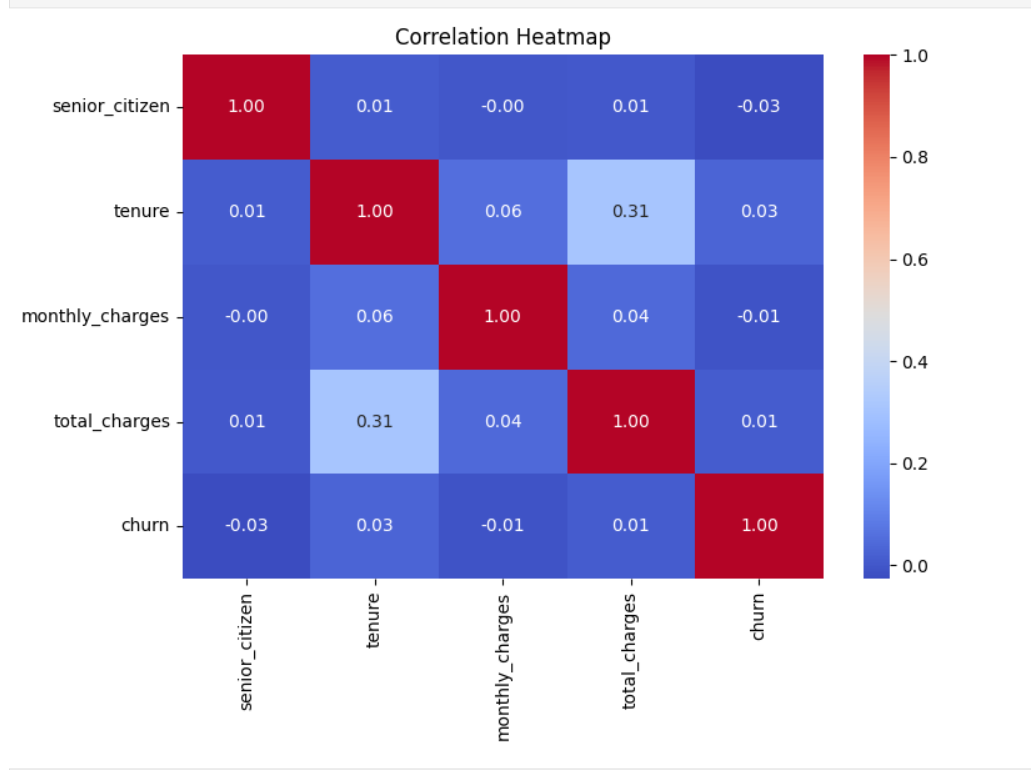 Correlation Heatmap
senior_citizen 1.00 0.01 -0.00 0.01 -0.03
tenure 0.01 1.00 0.06 0.31 0.03
monthly_charges -0.00 0.06 1.00 0.04 -0.01
total_charges 0.01 0.31 0.04 1.00 0.01
churn -0.03 0.03 -0.01 0.01 1.00
senior_citizen
tenure
monthly_charges
total_charges
churn
1.0
0.8
0.6
0.4
0.2
0.0